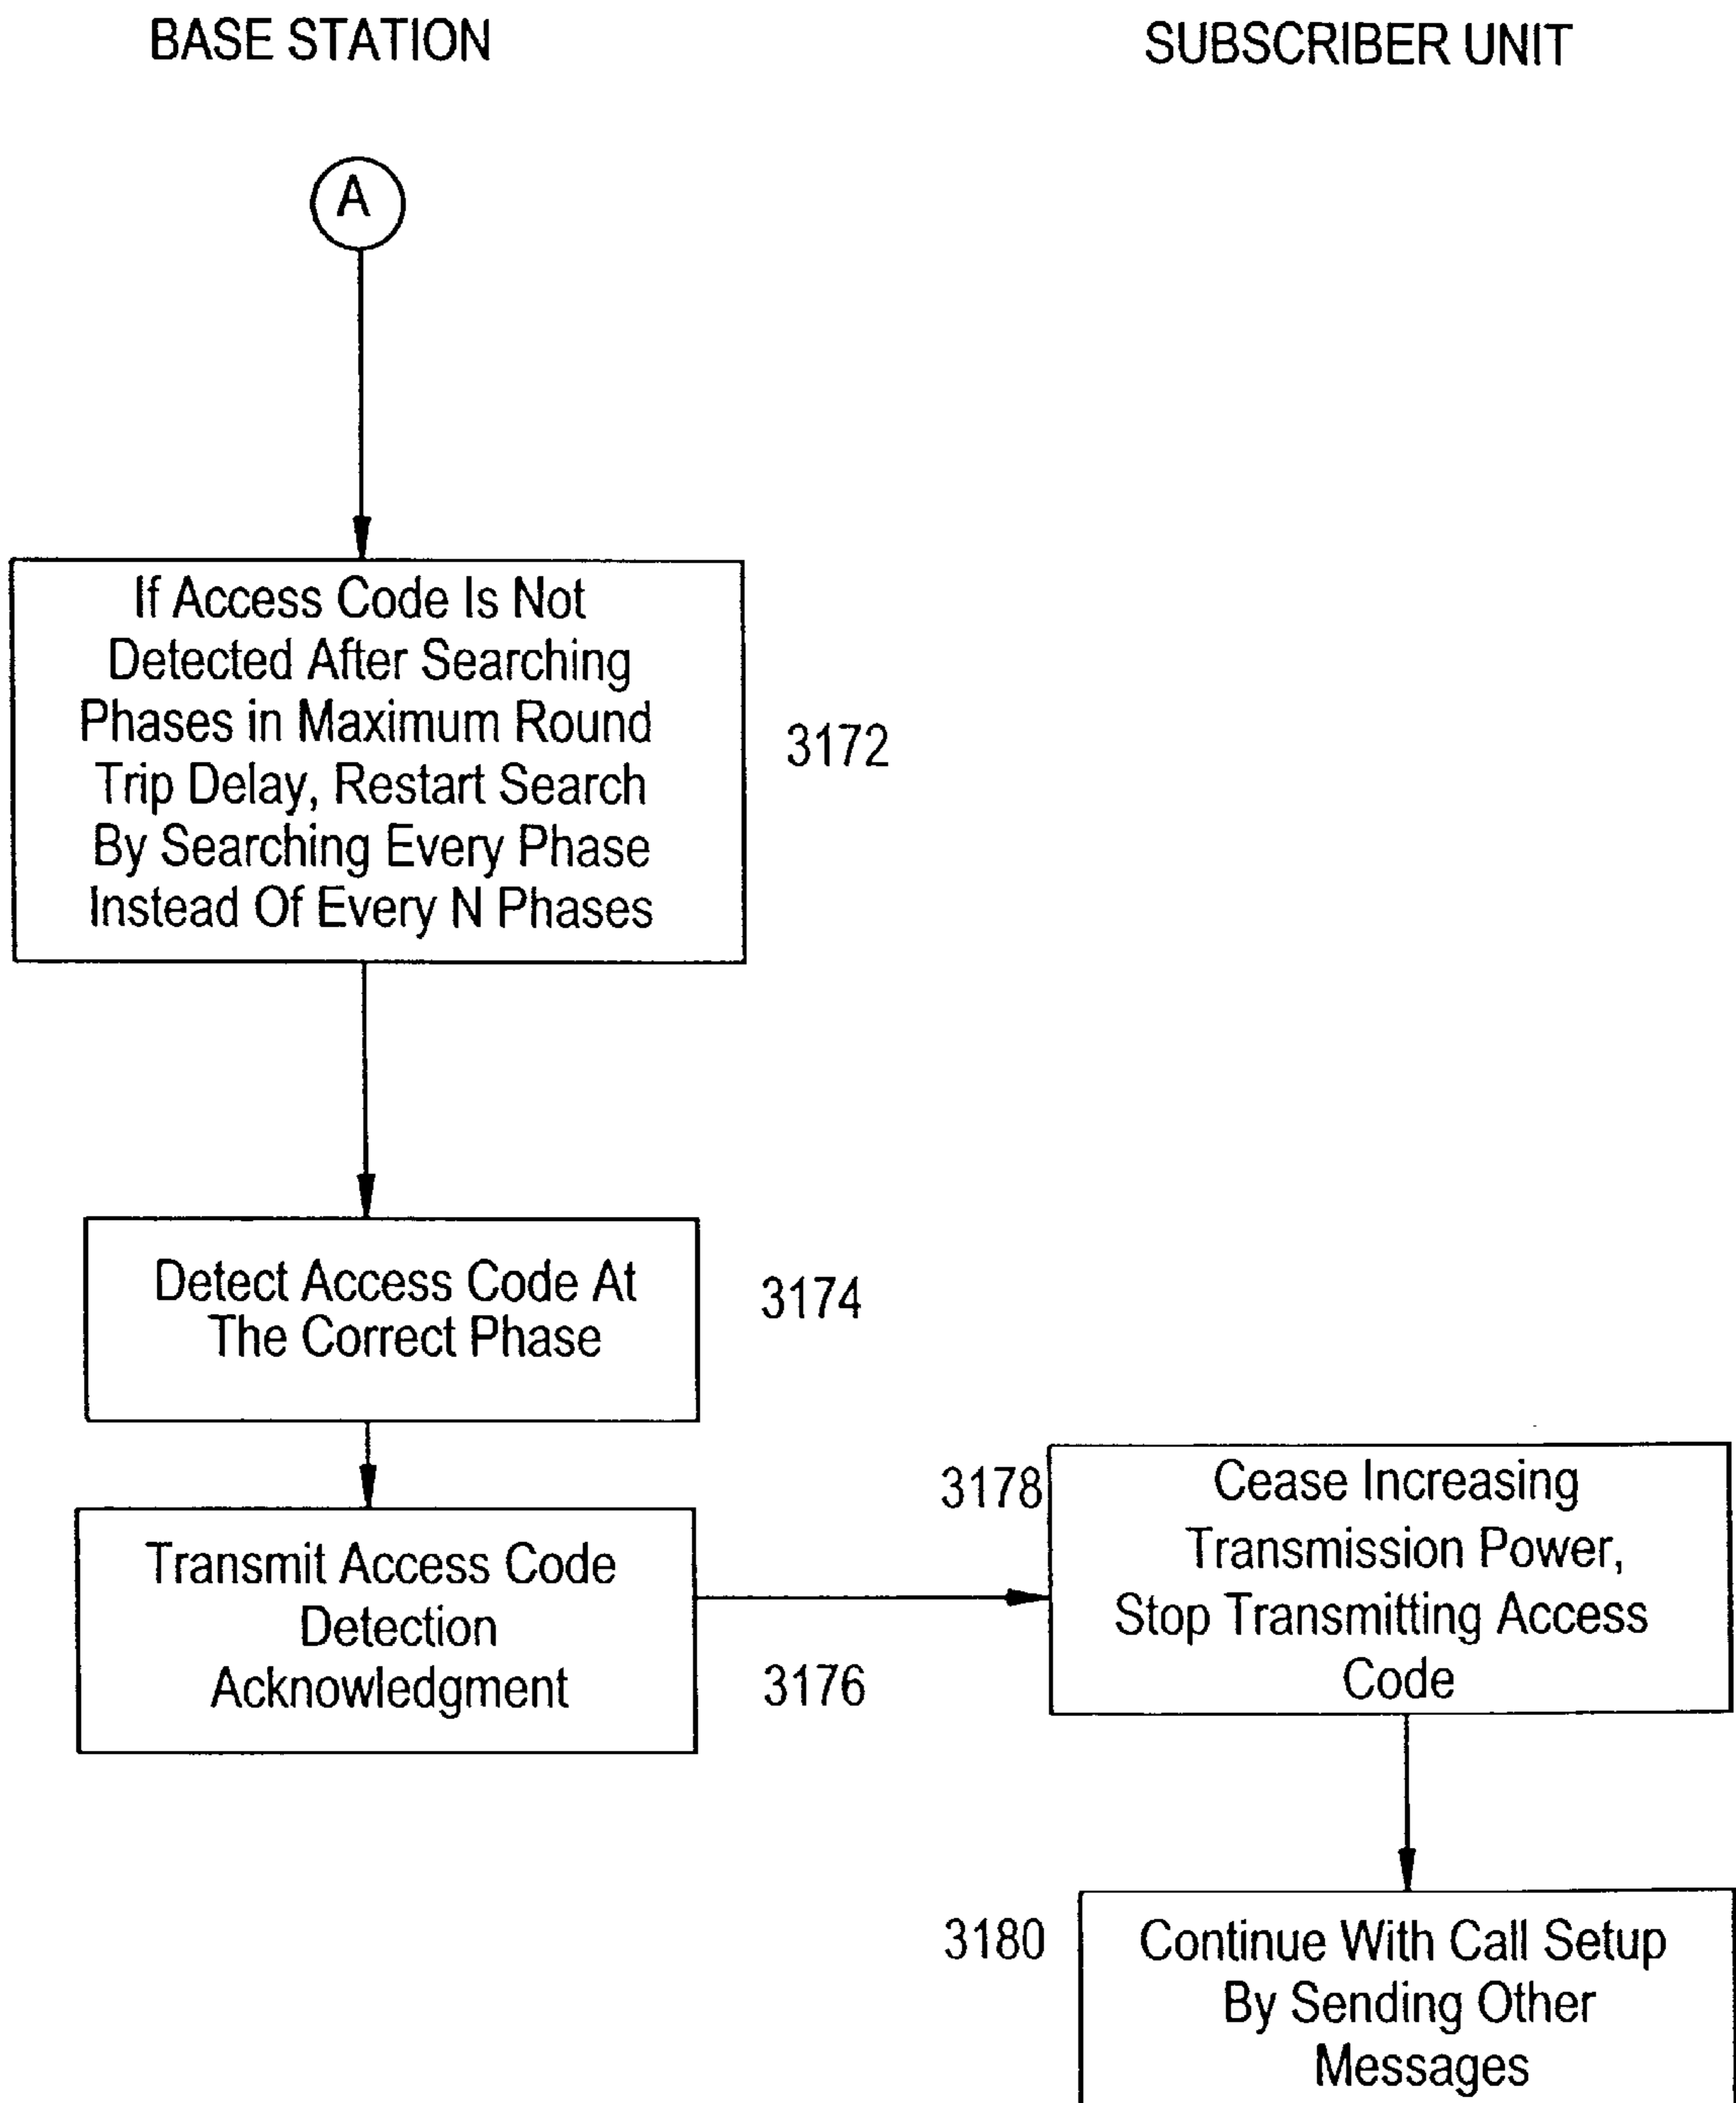 BASE STATION
SUBSCRIBER UNIT
A
If Access Code Is Not
Detected After Searching
Phases in Maximum Round
Trip Delay, Restart Search
By Searching Every Phase
Instead Of Every N Phases
3172
Detect Access Code At
The Correct Phase
3174
Transmit Access Code
Detection
Acknowledgment
3176
3178
Cease Increasing
Transmission Power,
Stop Transmitting Access
Code
3180
Continue With Call Setup
By Sending Other
Messages